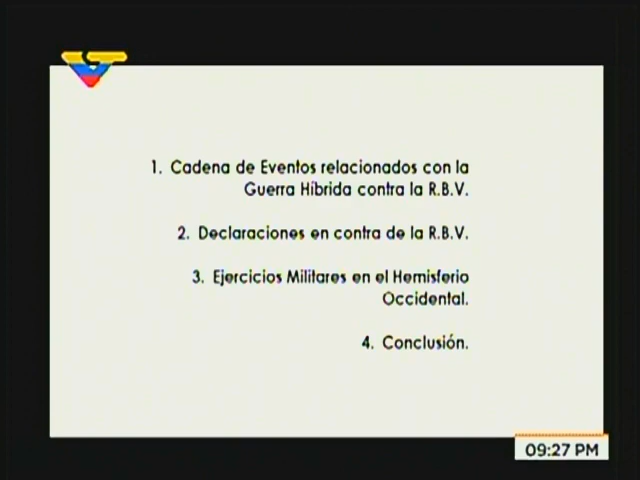 1. Cadena de Eventos relacionados con la
Guerra Híbrida contra la R.B.V.
2. Declaraciones en contra de la R.B.V.
3. Ejercicios Militares en el Hemisferio
Occidental.
4. Conclusión.
09:27 PM